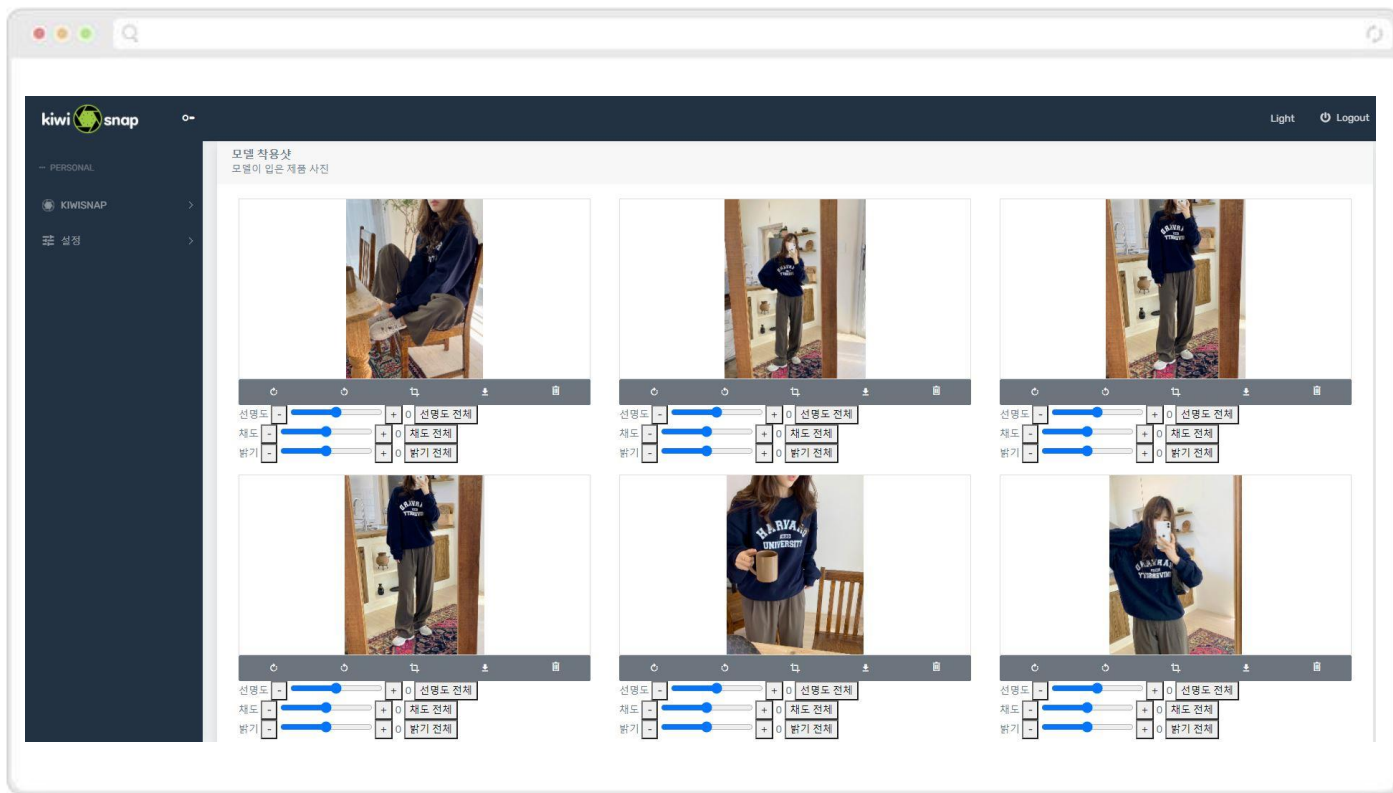 kiwi snap
Light Logout
PERSONAL
KIWISNAP
설정
모델 착용샷
모델이 입은 제품 사진
선명도 - + 0 선명도 전체
채도 - + 0 채도 전체
밝기 - + 0 밝기 전체
선명도 - + 0 선명도 전체
채도 - + 0 채도 전체
밝기 - + 0 밝기 전체
선명도 - + 0 선명도 전체
채도 - + 0 채도 전체
밝기 - + 0 밝기 전체
HARVARD
UNIVERSITY
선명도 - + 0 선명도 전체
채도 - + 0 채도 전체
밝기 - + 0 밝기 전체
선명도 - + 0 선명도 전체
채도 - + 0 채도 전체
밝기 - + 0 밝기 전체
선명도 - + 0 선명도 전체
채도 - + 0 채도 전체
밝기 - + 0 밝기 전체